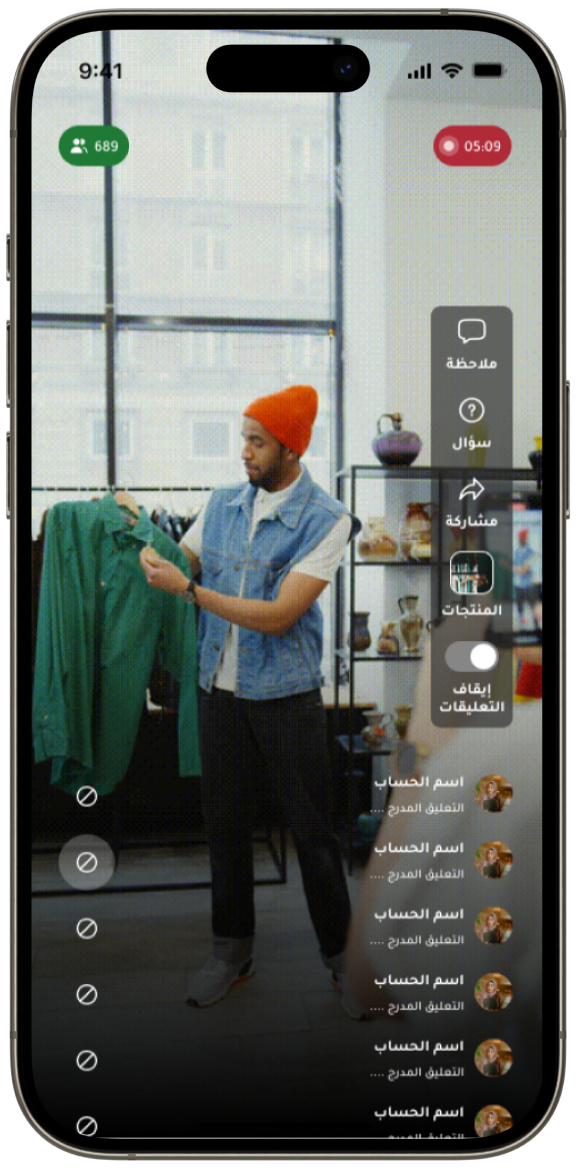 9:41
689
05:09
ملاحظة
سؤال
مشاركة
المنتجات
إيقاف
التعليقات
اسم الحساب
التعليق المدرج ....
اسم الحساب
التعليق المدرج ....
اسم الحساب
التعليق المدرج ....
اسم الحساب
التعليق المدرج ....
اسم الحساب
التعليق المدرج ....
اسم الحساب